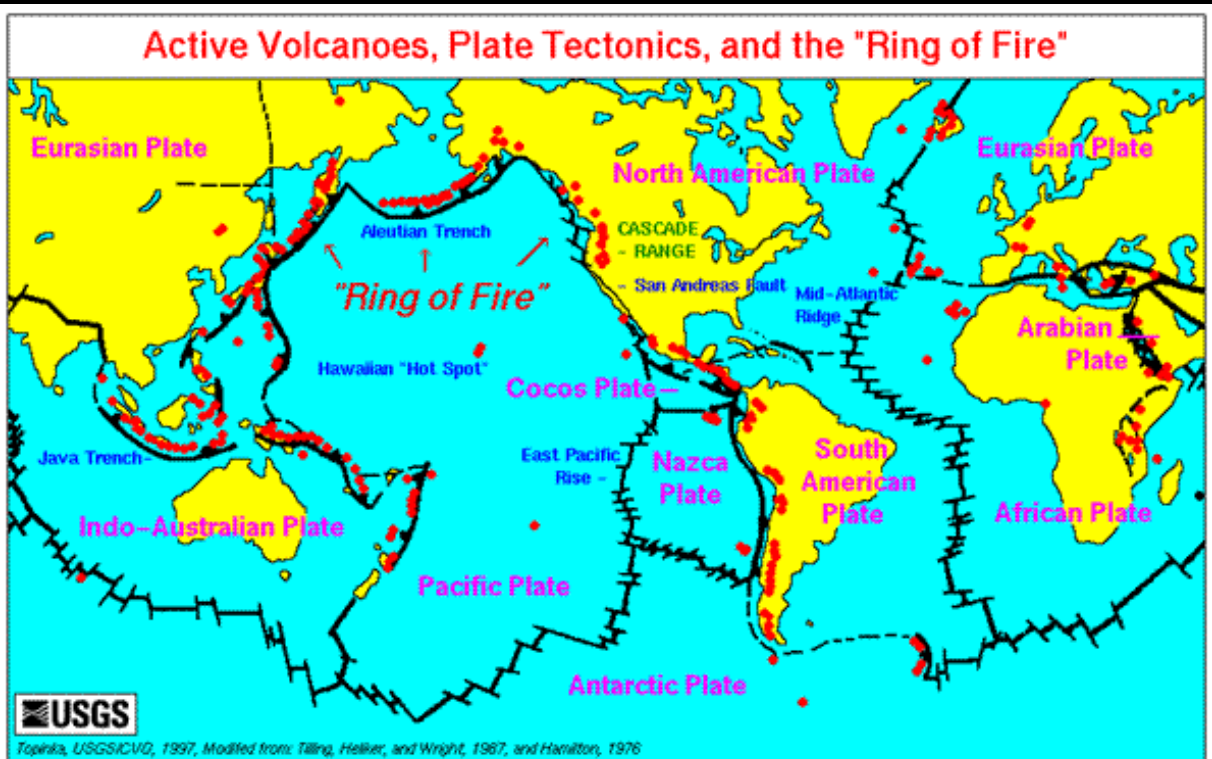 Active Volcanoes, Plate Tectonics, and the "Ring of Fire"
Eurasian Plate
North American Plate
Eurasian Plate
Aleutian Trench
CASCADE
- RANGE
"Ring of Fire"
- San Andreas Fault
Mid-Atlantic
Ridge
Arabian
Plate
Hawaiian "Hot Spot"
Cocos Plate
Java Trench-
East Pacific
Rise -
Nazca
Plate
South
American
Plate
Indo-Australian Plate
African Plate
Pacific Plate
Antarctic Plate
USGS
Topinka, USGS/CVO, 1997, Modified from: Tilling, Heliker, and Wright, 1987, and Hamilton, 1976